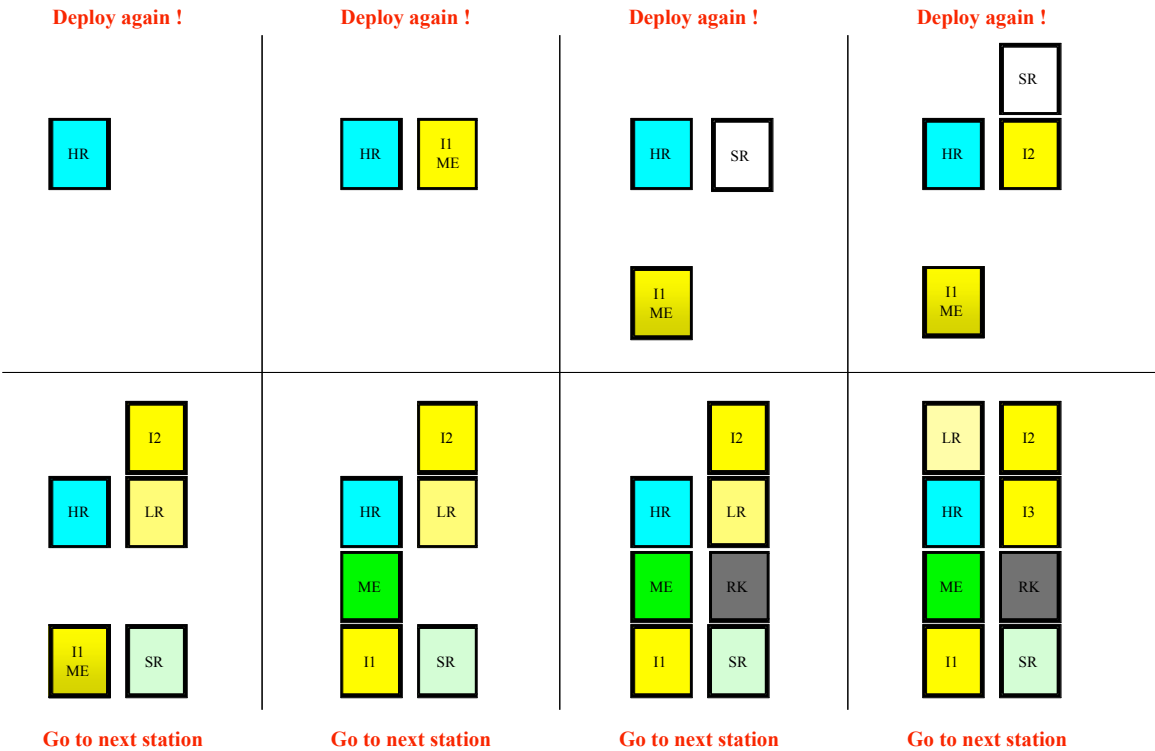 Deploy again !
Deploy again !
Deploy again !
Deploy again !
HR
HR
I1
ME
HR
SR
I1
ME
SR
HR
I2
I1
ME
I2
HR
LR
I1
ME
SR
I2
HR
LR
ME
I1
SR
I2
HR
LR
ME
RK
I1
SR
LR
I2
HR
I3
ME
RK
I1
SR
Go to next station
Go to next station
Go to next station
Go to next station